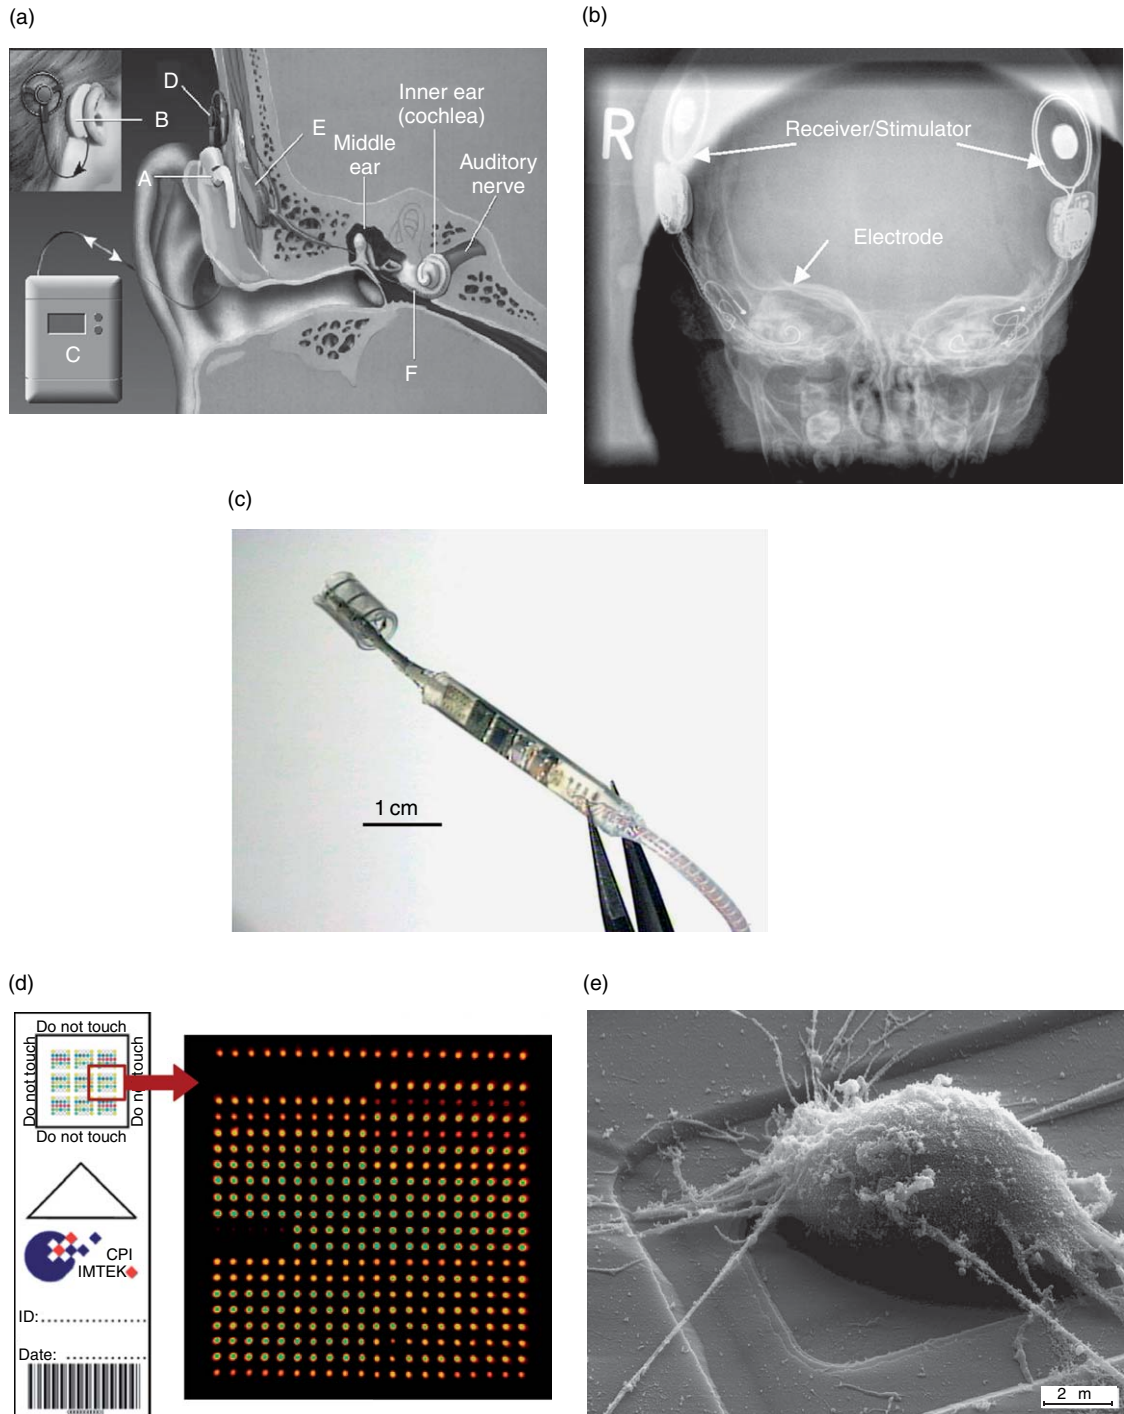 (a)
D
B
E
A
Middle
ear
Inner ear
(cochlea)
Auditory
nerve
C
F
(b)
R
Receiver/Stimulator
Electrode
(c)
1 cm
(d)
Do not touch
Do not touch
Do not touch
Do not touch
CPI
IMTEK
ID:
Date:
(e)
2 m